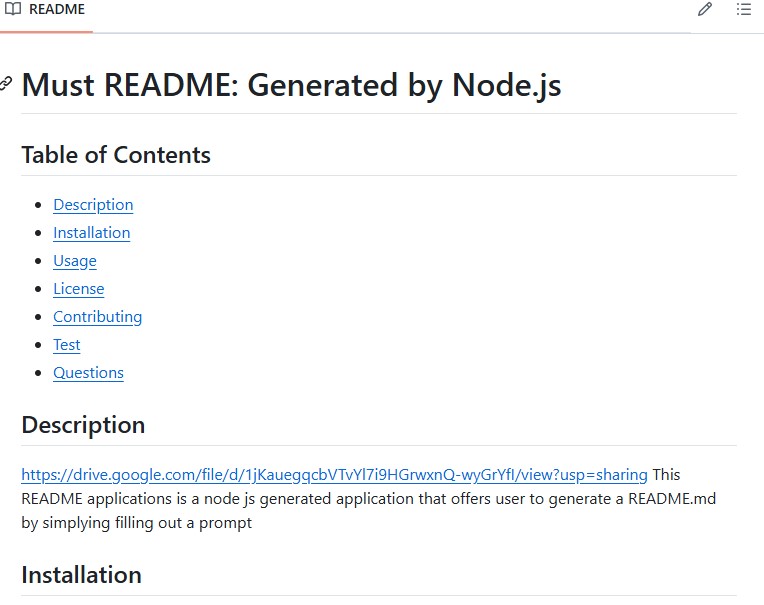 README
Must README: Generated by Node.js
Table of Contents
Description
Installation
Usage
License
Contributing
Test
Questions
Description
https://drive.google.com/file/d/1jKauegqcbVTvYl7i9HGrwxnQ-wyGrYfI/view?usp=sharing This
README applications is a node js generated application that offers user to generate a README.md
by simplying filling out a prompt
Installation